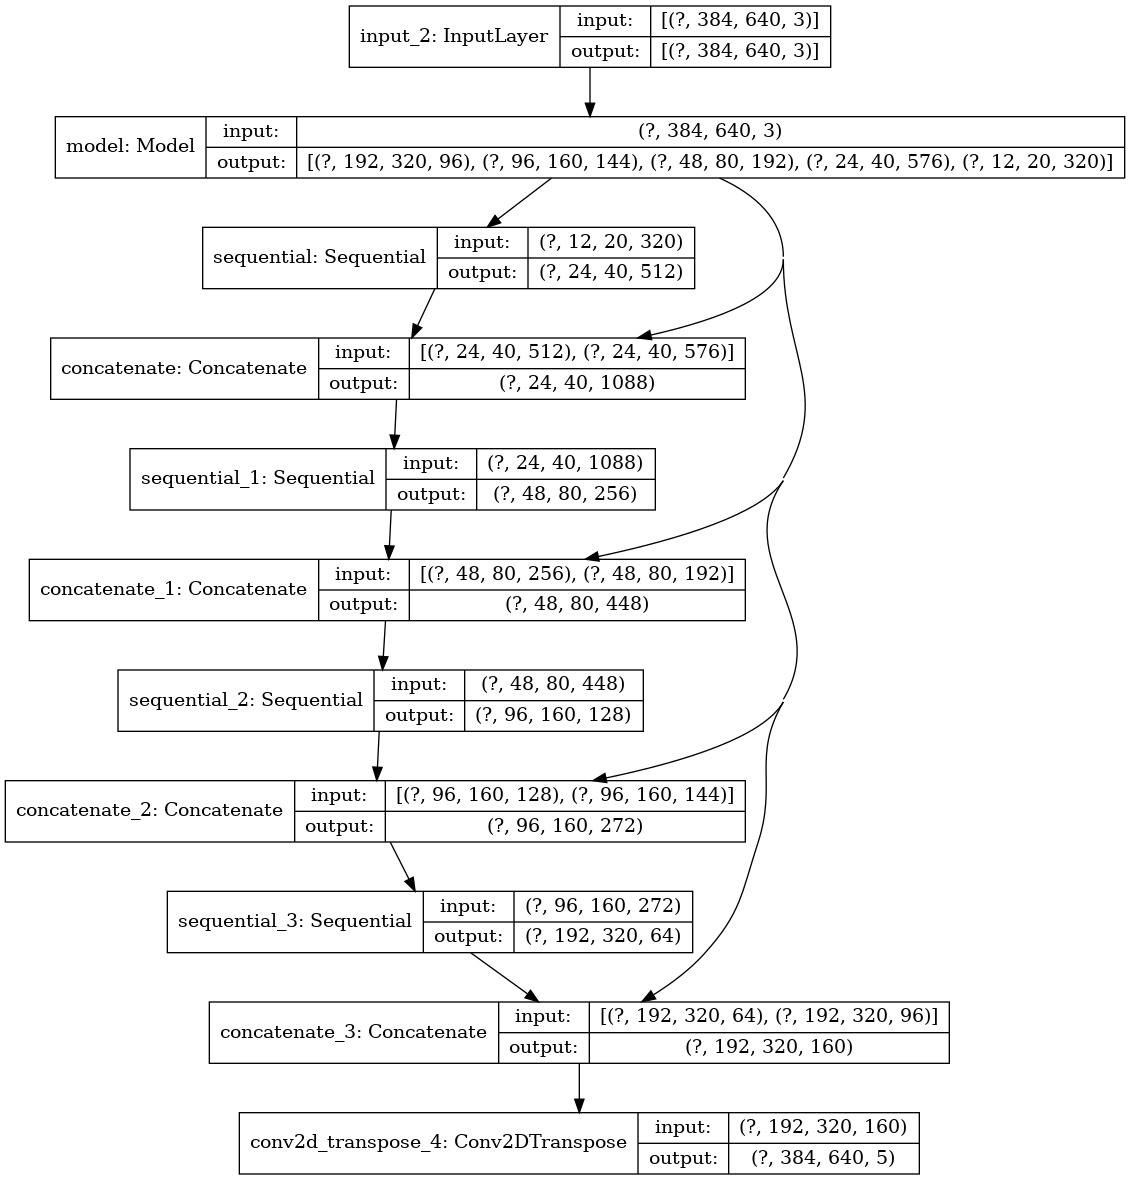 input_2: InputLayer
input: [(?, 384, 640, 3)]
output: [(?, 384, 640, 3)]
model: Model
input: (?, 384, 640, 3)
output: [(?, 192, 320, 96), (?, 96, 160, 144), (?, 48, 80, 192), (?, 24, 40, 576), (?, 12, 20, 320)]
sequential: Sequential
input: (?, 12, 20, 320)
output: (?, 24, 40, 512)
concatenate: Concatenate
input: [(?, 24, 40, 512), (?, 24, 40, 576)]
output: (?, 24, 40, 1088)
sequential_1: Sequential
input: (?, 24, 40, 1088)
output: (?, 48, 80, 256)
concatenate_1: Concatenate
input: [(?, 48, 80, 256), (?, 48, 80, 192)]
output: (?, 48, 80, 448)
sequential_2: Sequential
input: (?, 48, 80, 448)
output: (?, 96, 160, 128)
concatenate_2: Concatenate
input: [(?, 96, 160, 128), (?, 96, 160, 144)]
output: (?, 96, 160, 272)
sequential_3: Sequential
input: (?, 96, 160, 272)
output: (?, 192, 320, 64)
concatenate_3: Concatenate
input: [(?, 192, 320, 64), (?, 192, 320, 96)]
output: (?, 192, 320, 160)
conv2d_transpose_4: Conv2DTranspose
input: (?, 192, 320, 160)
output: (?, 384, 640, 5)